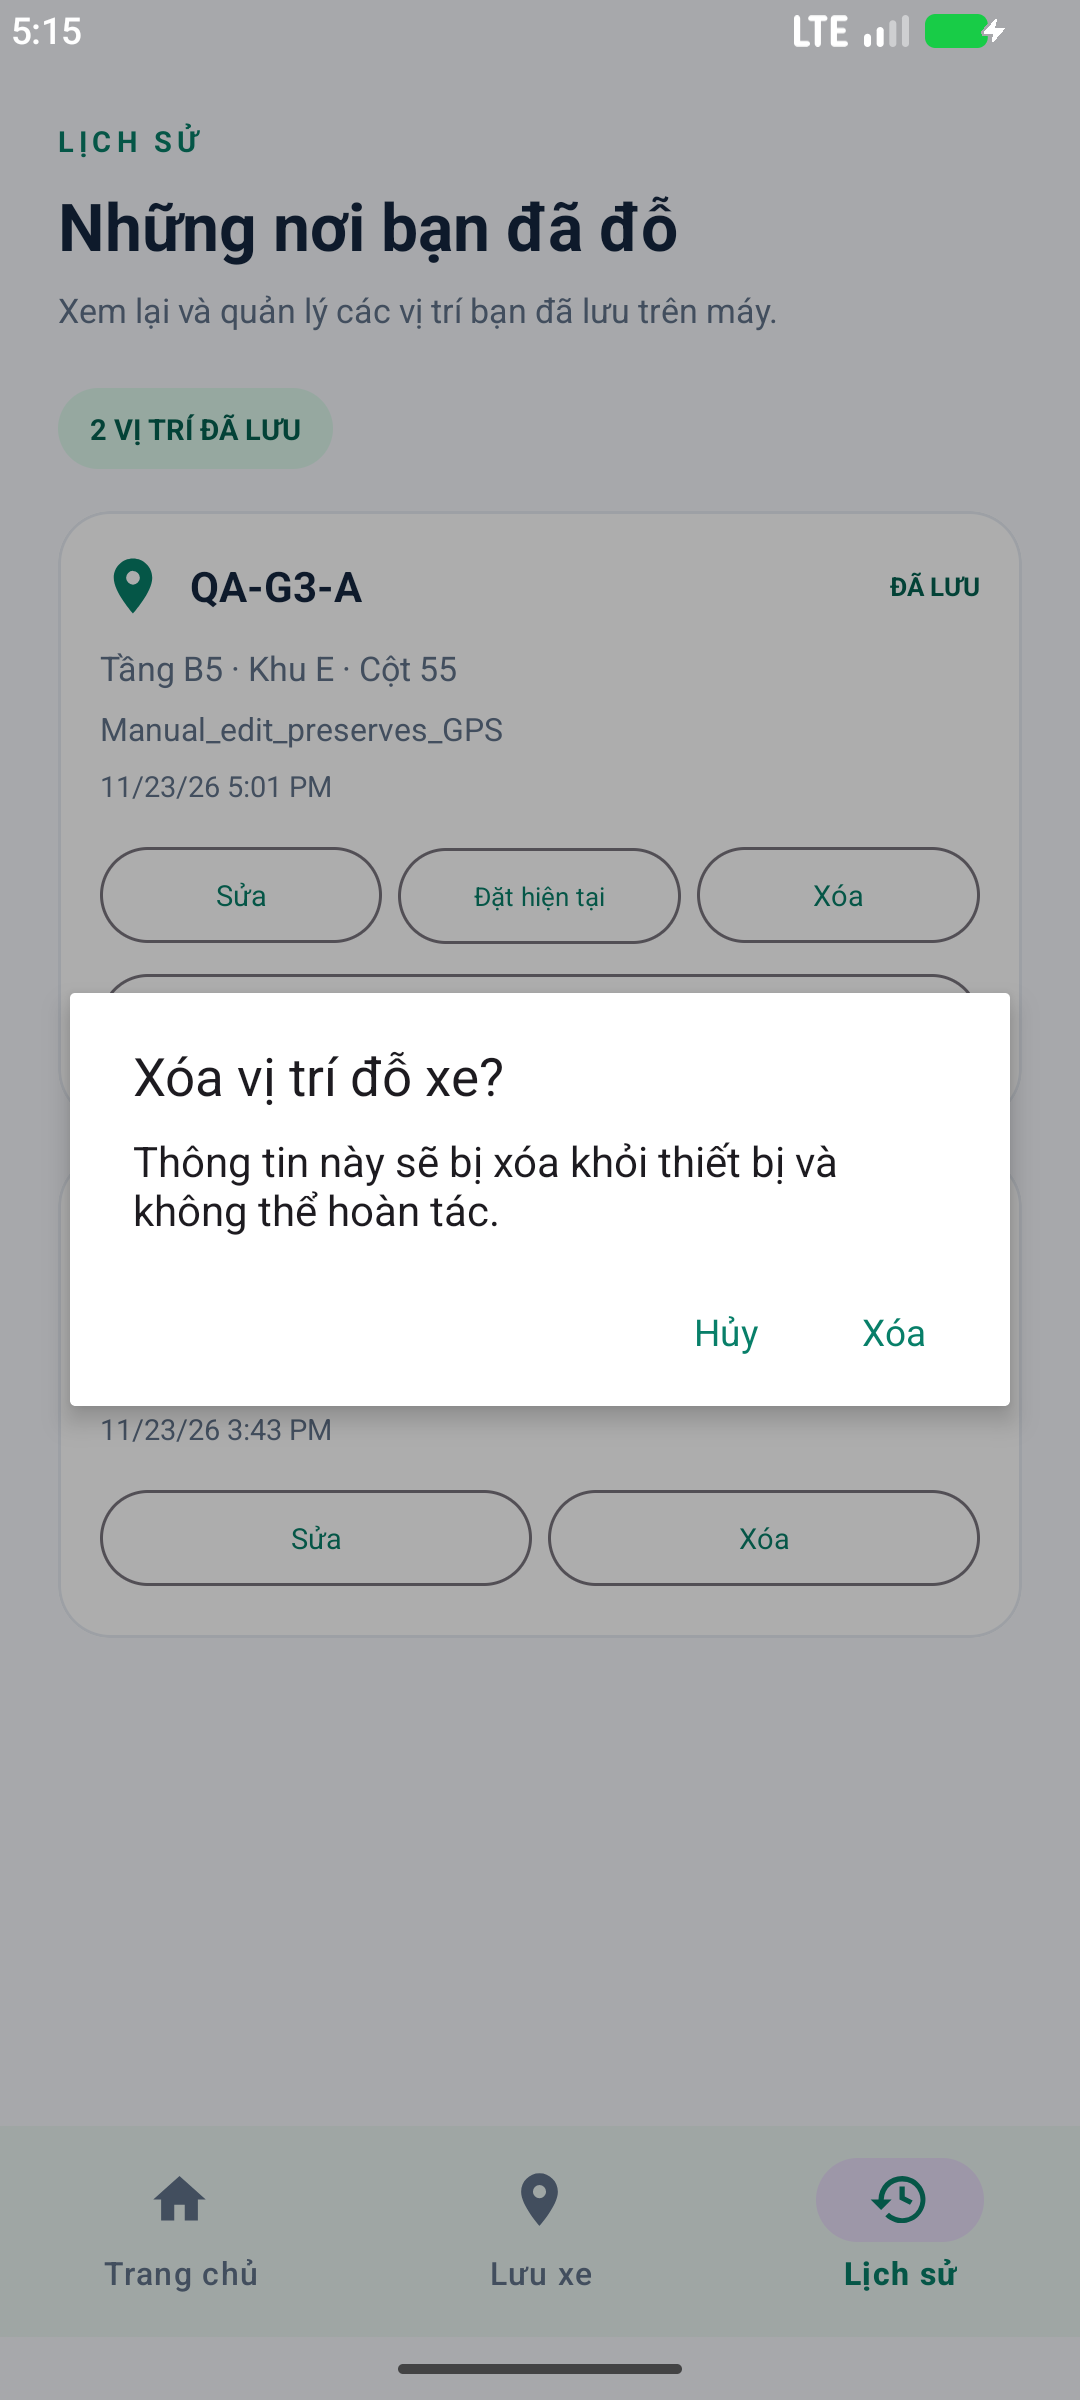 5:15
LTE
LỊCH SỬ
Những nơi bạn đã đỗ
Xem lại và quản lý các vị trí bạn đã lưu trên máy.
2 VỊ TRÍ ĐÃ LƯU
QA-G3-A
ĐÃ LƯU
Tầng B5 · Khu E · Cột 55
Manual_edit_preserves_GPS
11/23/26 5:01 PM
Sửa
Đặt hiện tại
Xóa
Xóa vị trí đỗ xe?
Thông tin này sẽ bị xóa khỏi thiết bị và
không thể hoàn tác.
Hủy
Xóa
11/23/26 3:43 PM
Sửa
Xóa
Trang chủ
Lưu xe
Lịch sử